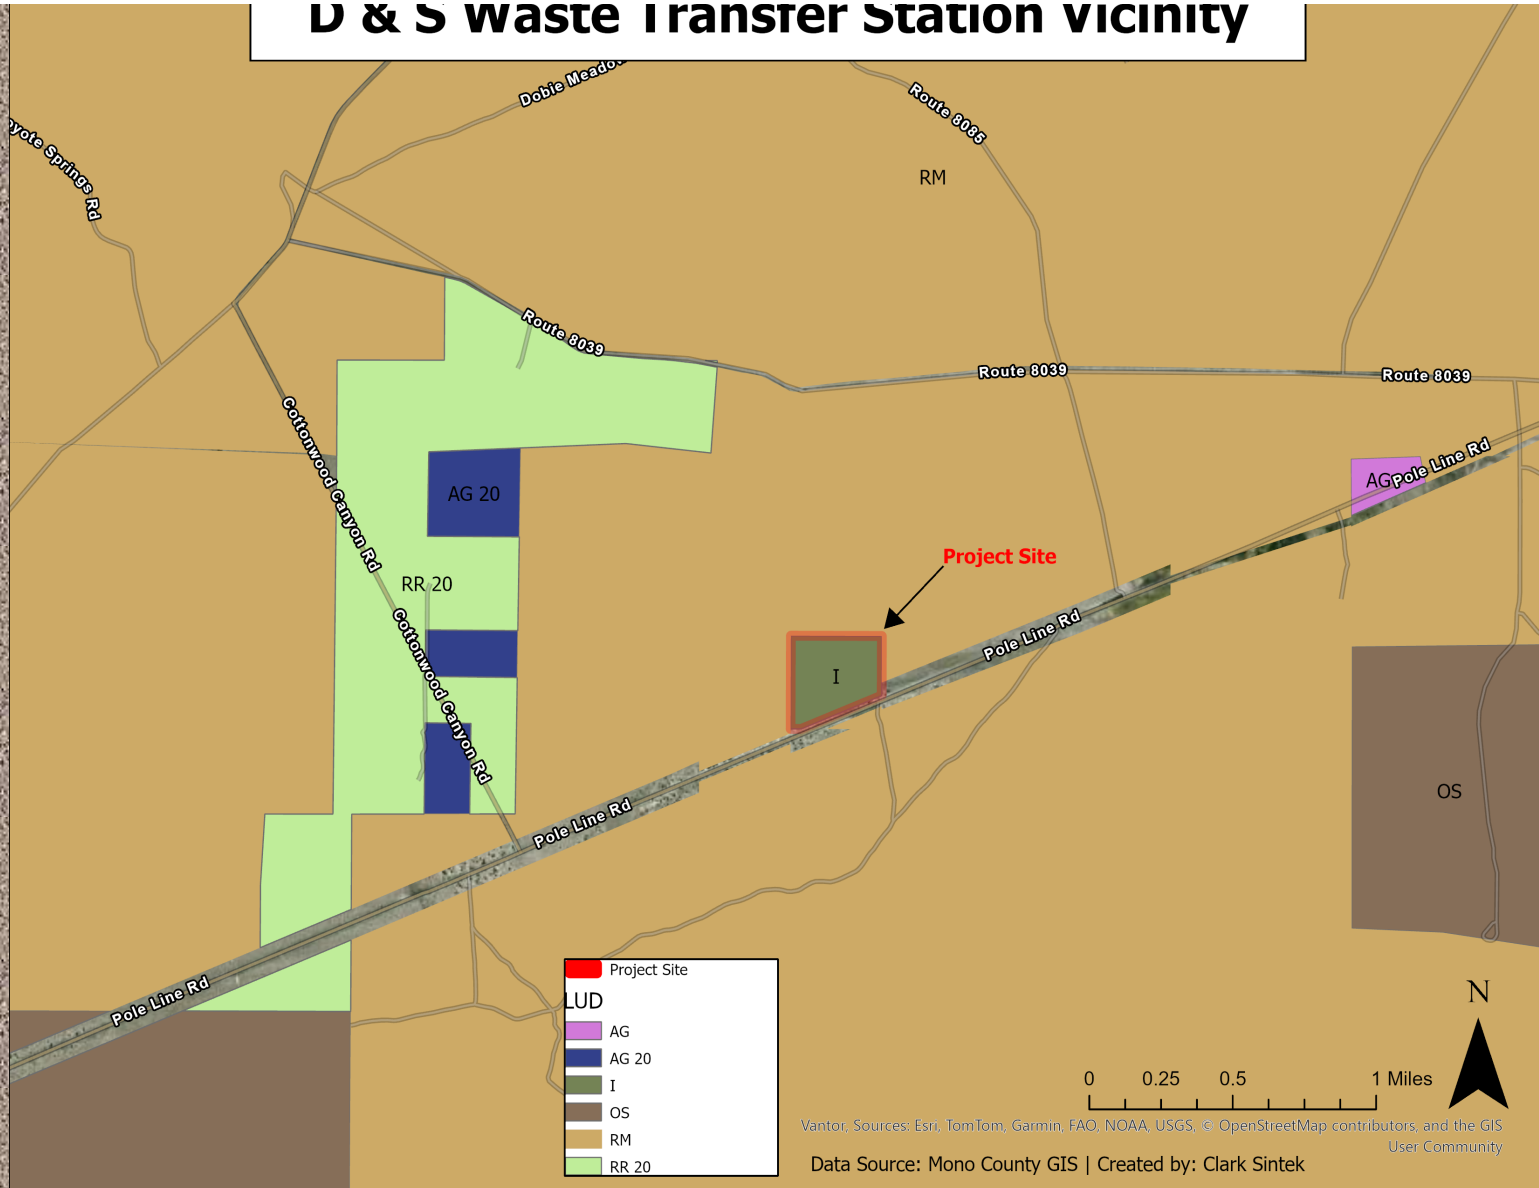 D & S Waste Transfer Station Vicinity
Dobie Meadow
Route 8085
yote Springs Rd
RM
Route 8039
Route 8039
Route 8039
Cottonwood Canyon Rd
Pole Line Rd
AG
AG 20
Project Site
RR 20
Cottonwood Canyon Rd
Pole Line Rd
I
OS
Pole Line Rd
Pole Line Rd
Project Site
LUD
AG
AG 20
I
OS
RM
RR 20
N
0 0.25 0.5 1 Miles
Vantor, Sources: Esri, TomTom, Garmin, FAO, NOAA, USGS, © OpenStreetMap contributors, and the GIS
User Community
Data Source: Mono County GIS | Created by: Clark Sintek